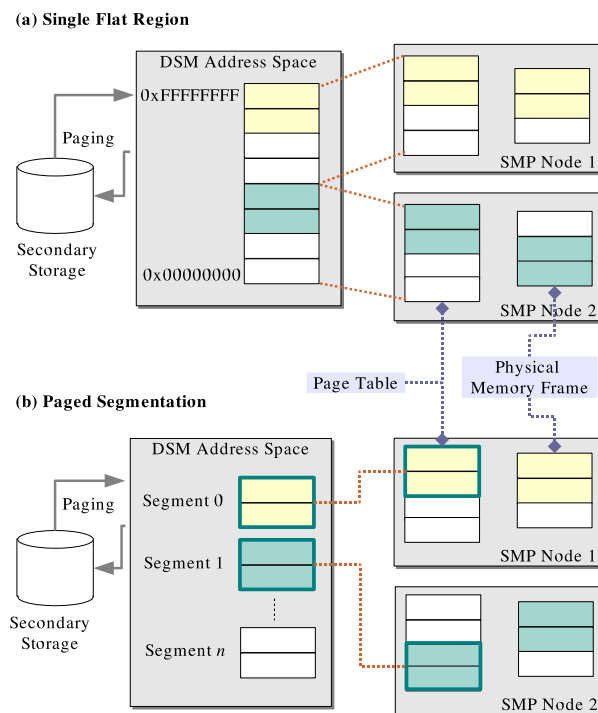 (a) Single Flat Region
DSM Address Space
0xFFFFFFFF
Paging
SMP Node 1
Secondary
Storage
0x00000000
SMP Node 2
Page Table
Physical
Memory Frame
(b) Paged Segmentation
DSM Address Space
Segment 0
Paging
Segment 1
SMP Node 1
Secondary
Storage
Segment n
SMP Node 2